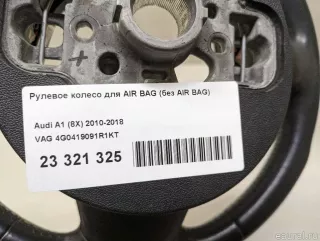 Рулевое колесо для AIR BAG (без AIR BAG)
Audi A1 (8X) 2010-2018
VAG 4G0419091R1KT
23 321 325